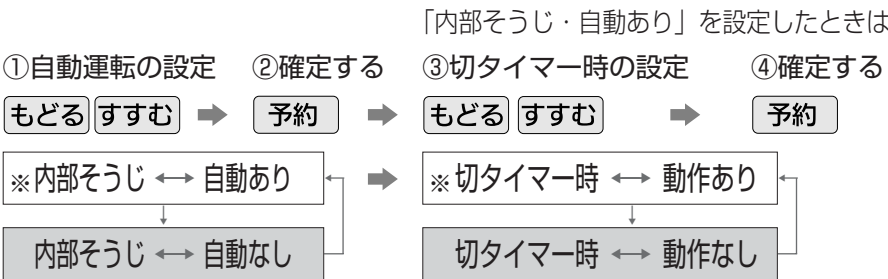 「内部そうじ・自動あり」を設定したときは
①自動運転の設定 ②確定する ③切タイマー時の設定 ④確定する
もどる すすむ ➡ 予約 ➡ もどる すすむ ➡ 予約
※内部そうじ ⟷ 自動あり ➡ ※切タイマー時 ⟷ 動作あり
内部そうじ ⟷ 自動なし 切タイマー時 ⟷ 動作なし